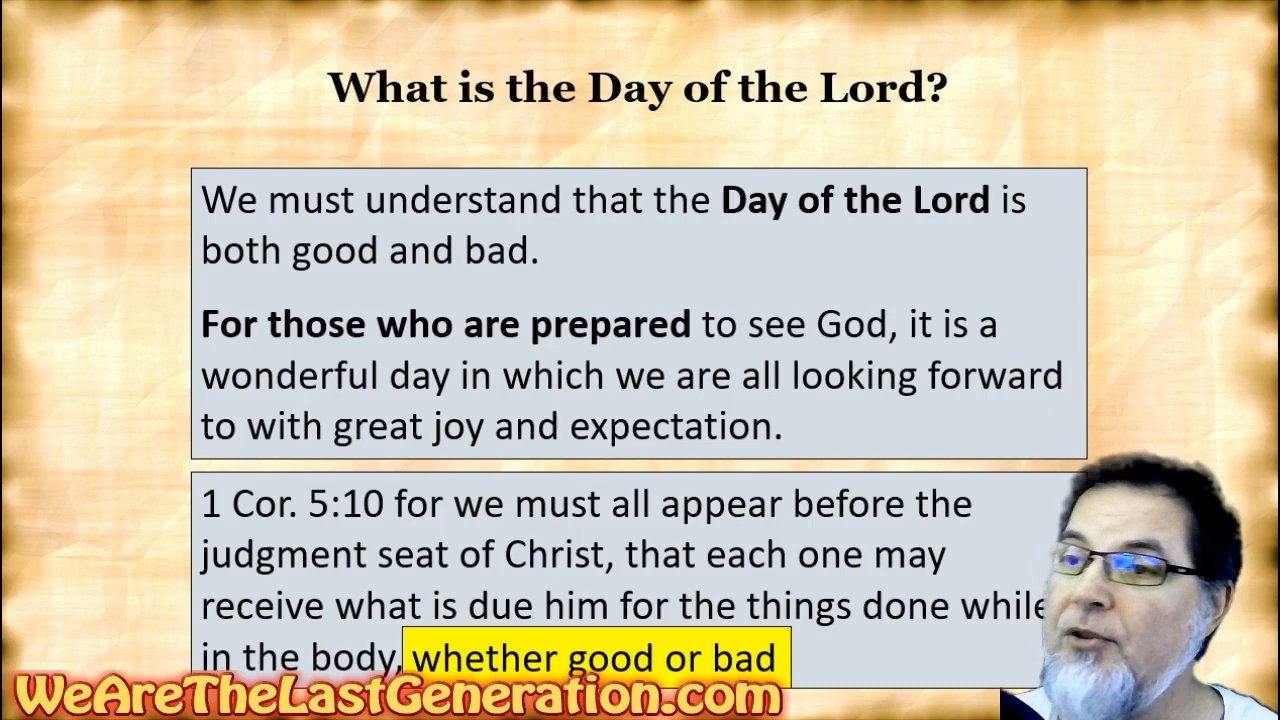 What is the Day of the Lord?
We must understand that the Day of the Lord is
both good and bad.
For those who are prepared to see God, it is a
wonderful day in which we are all looking forward
to with great joy and expectation.
1 Cor. 5:10 for we must all appear before the
judgment seat of Christ, that each one may
receive what is due him for the things done while
in the body, whether good or bad
WeAreTheLastGeneration.com